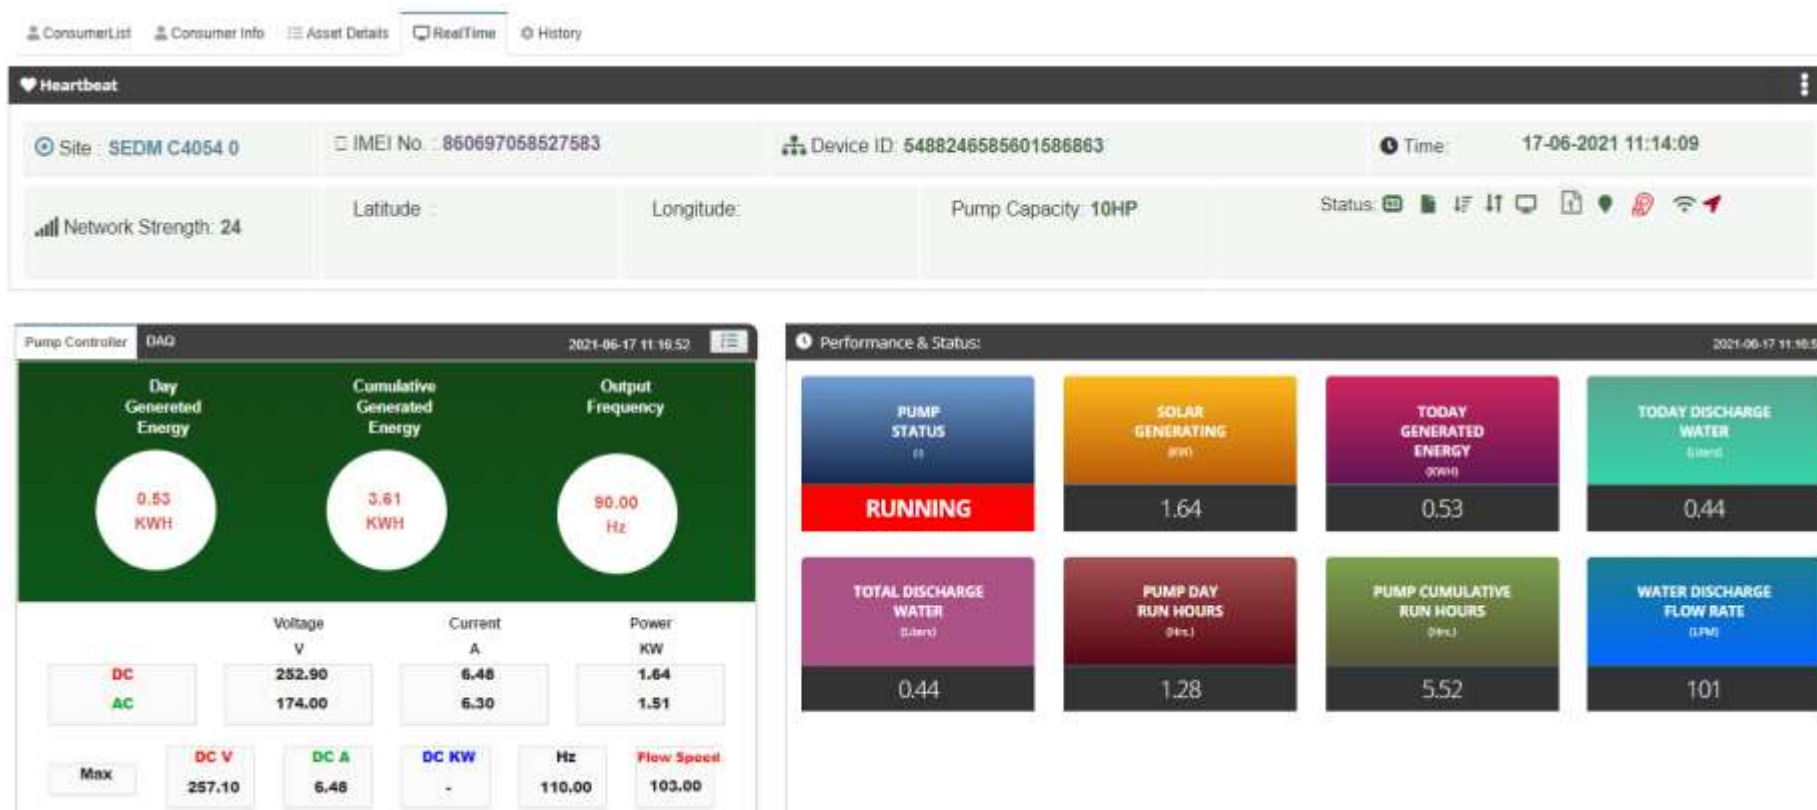 ConsumerList Consumer Info Asset Details RealTime History
Heartbeat
Site : SEDM C4054 0 IMEI No. : 860697058527583 Device ID: 5488246585601586863 Time: 17-06-2021 11:14:09
Network Strength: 24 Latitude : Longitude: Pump Capacity: 10HP Status:
Pump Controller DAQ 2021-06-17 11:16:52
Day Genereted Energy
Cumulative Generated Energy
Output Frequency
0.53 KWH
3.61 KWH
90.00 Hz
Voltage Current Power
V A KW
DC 252.90 6.48 1.64
AC 174.00 6.30 1.51
DC V DC A DC KW Hz Flow Speed
Max 257.10 6.48 - 110.00 103.00
Performance & Status:
PUMP STATUS
RUNNING
SOLAR GENERATING (KW)
1.64
TODAY GENERATED ENERGY (KWH)
0.53
TODAY DISCHARGE WATER (Liters)
0.44
TOTAL DISCHARGE WATER (Liters)
0.44
PUMP DAY RUN HOURS (Hrs.)
1.28
PUMP CUMULATIVE RUN HOURS (Hrs.)
5.52
WATER DISCHARGE FLOW RATE (LPM)
101